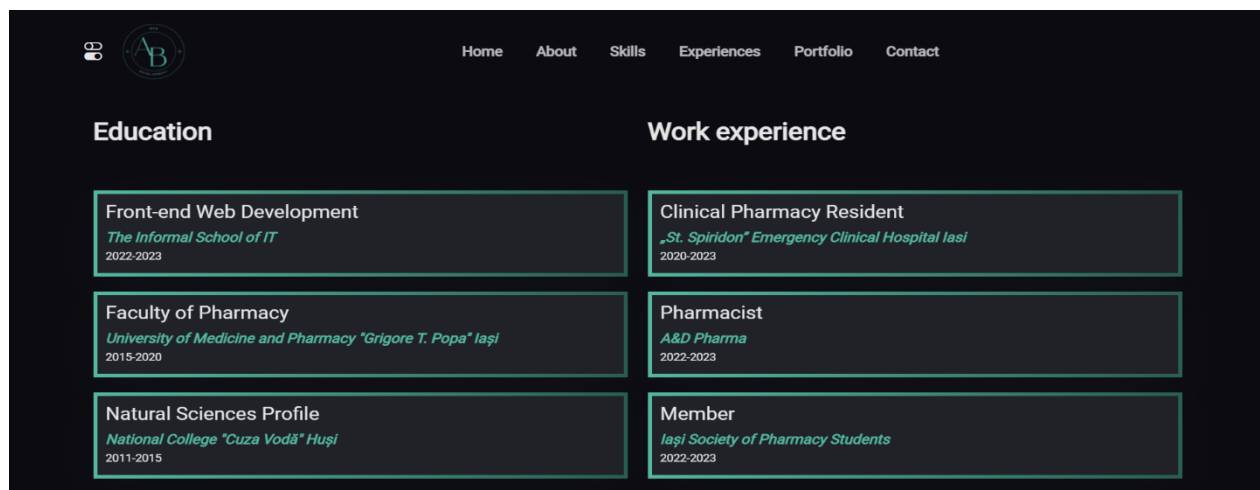 AB
Home About Skills Experiences Portfolio Contact
Education
Front-end Web Development
The Informal School of IT
2022-2023
Faculty of Pharmacy
University of Medicine and Pharmacy "Grigore T. Popa" Iași
2015-2020
Natural Sciences Profile
National College "Cuza Vodă" Huși
2011-2015
Work experience
Clinical Pharmacy Resident
„St. Spiridon” Emergency Clinical Hospital Iasi
2020-2023
Pharmacist
A&D Pharma
2022-2023
Member
Iași Society of Pharmacy Students
2022-2023